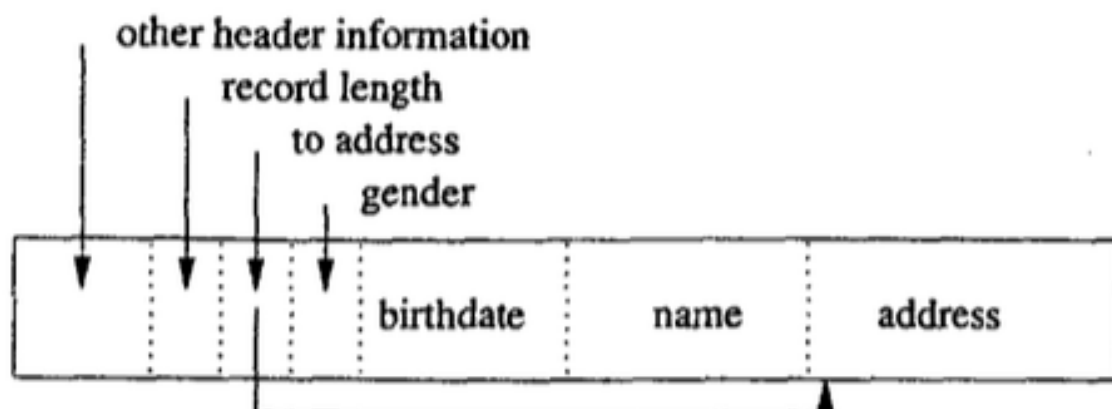 other header information
record length
to address
gender
birthdate name address